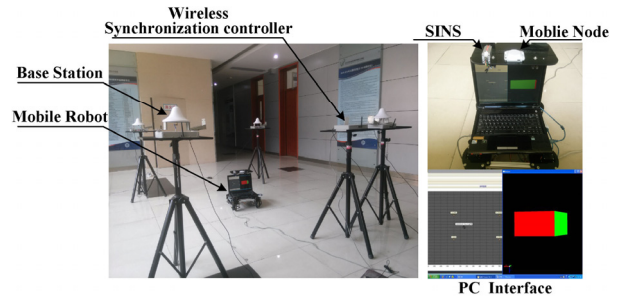 Wireless
Synchronization controller
SINS
Moblie Node
Base Station
Mobile Robot
PC Interface